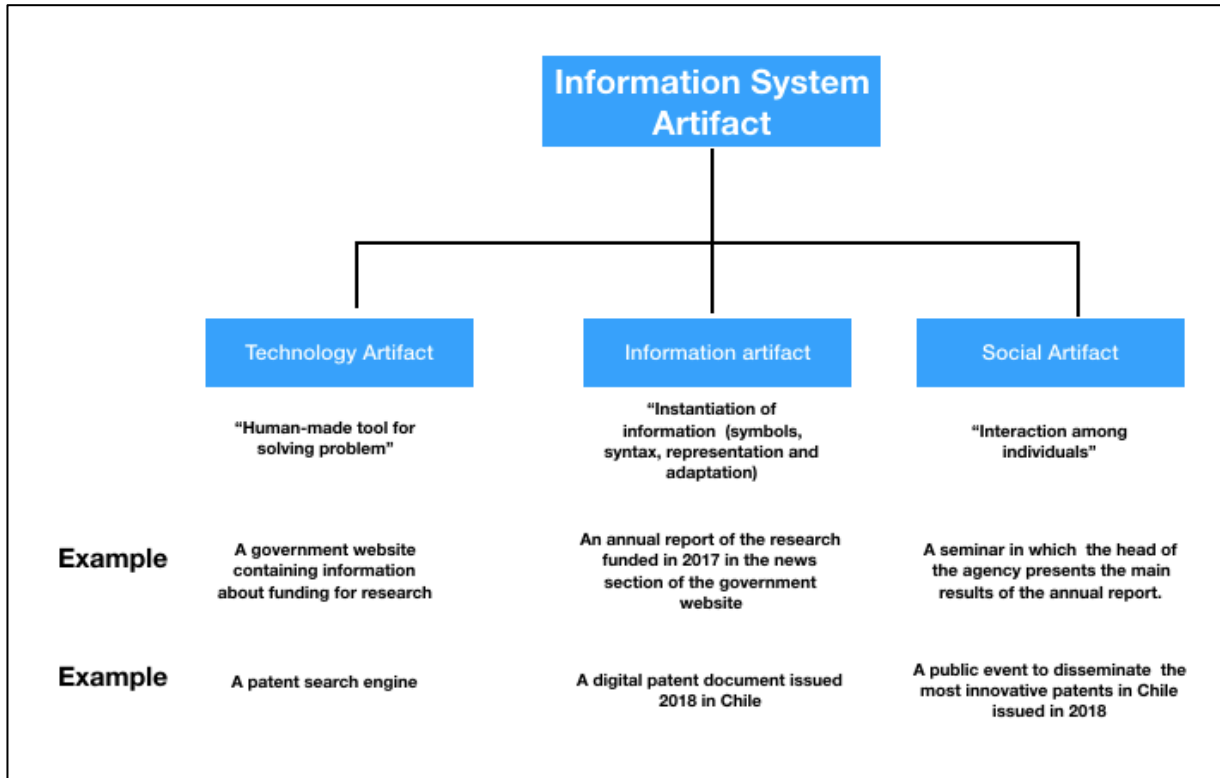 Information System
Artifact
Technology Artifact
Information artifact
Social Artifact
“Human-made tool for
solving problem”
“Instantiation of
information (symbols,
syntax, representation and
adaptation)
“Interaction among
individuals”
Example
A government website
containing information
about funding for research
An annual report of the research
funded in 2017 in the news
section of the government
website
A seminar in which the head of
the agency presents the main
results of the annual report.
Example
A patent search engine
A digital patent document issued
2018 in Chile
A public event to disseminate the
most innovative patents in Chile
issued in 2018